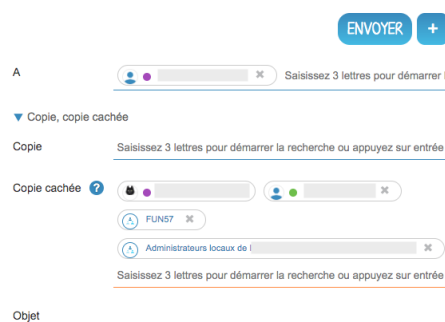 ENVOYER +
A Saisissez 3 lettres pour démarrer
Copie, copie cachée
Copie Saisissez 3 lettres pour démarrer la recherche ou appuyez sur entrée
Copie cachée ?
FUN57
Administrateurs locaux de
Saisissez 3 lettres pour démarrer la recherche ou appuyez sur entrée
Objet